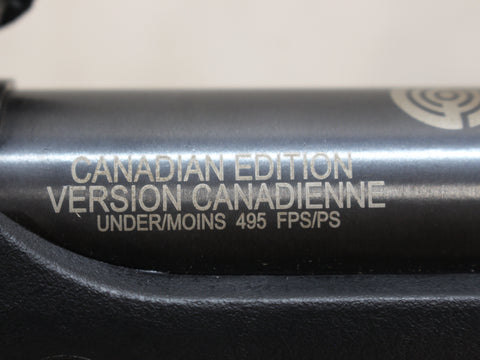 CANADIAN EDITION
VERSION CANADIENNE
UNDER/MOINS 495 FPS/PS